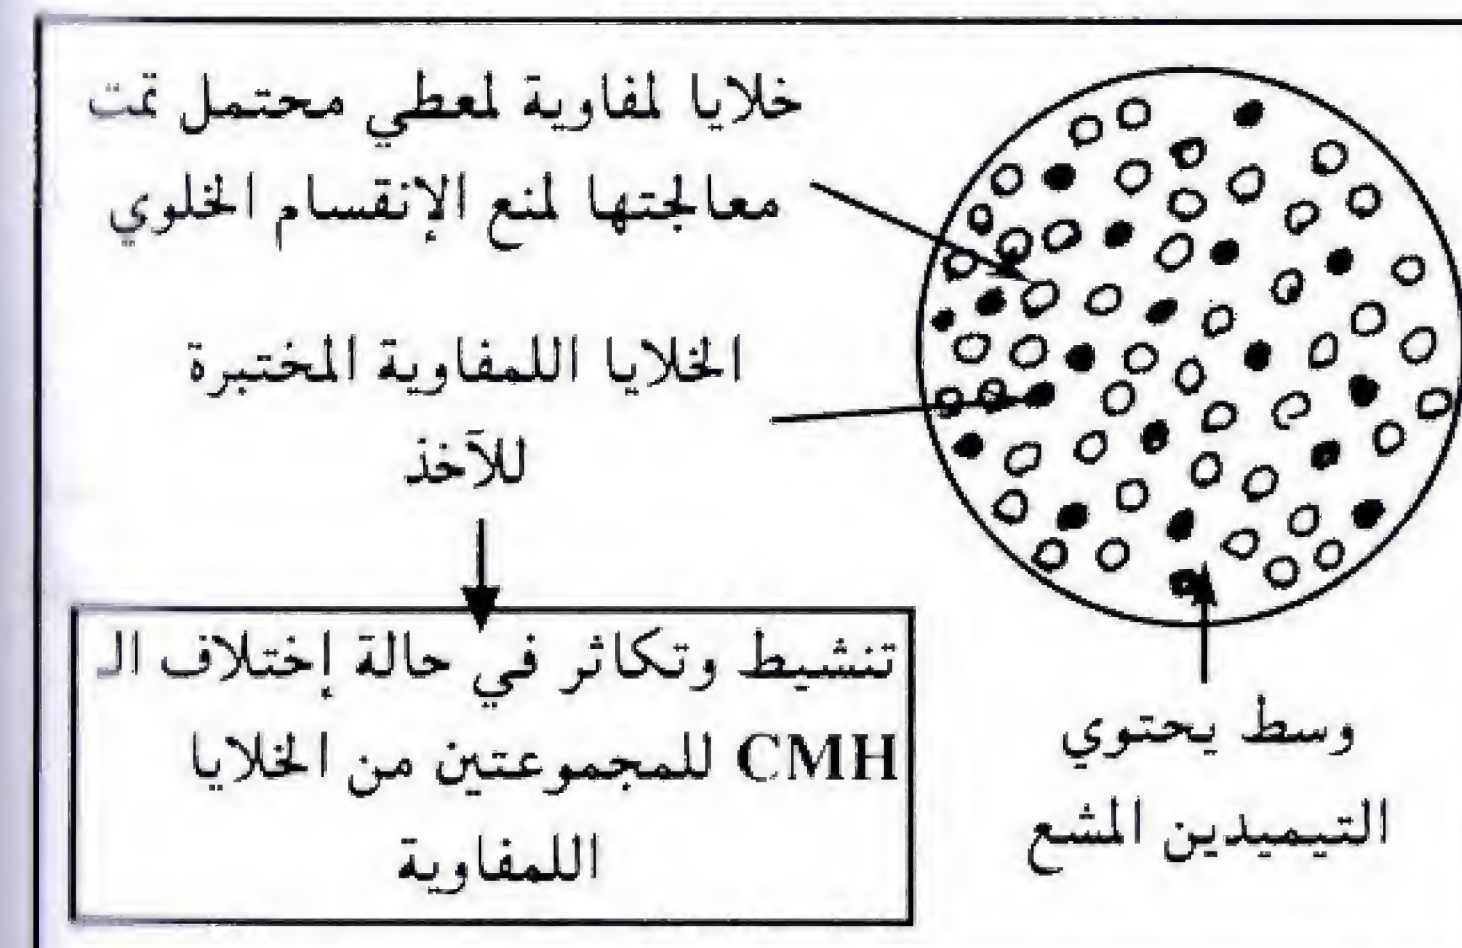 خلايا لمفاوية لمعطي محتمل تمت
معالجتها لمنع الإنقسام الخلوي
الخلايا اللمفاوية المختبرة
للآخذ
تنشيط وتكاثر في حالة إختلاف الـ
CMH للمجموعتين من الخلايا
اللمفاوية
وسط يحتوي
التيميدين المشع